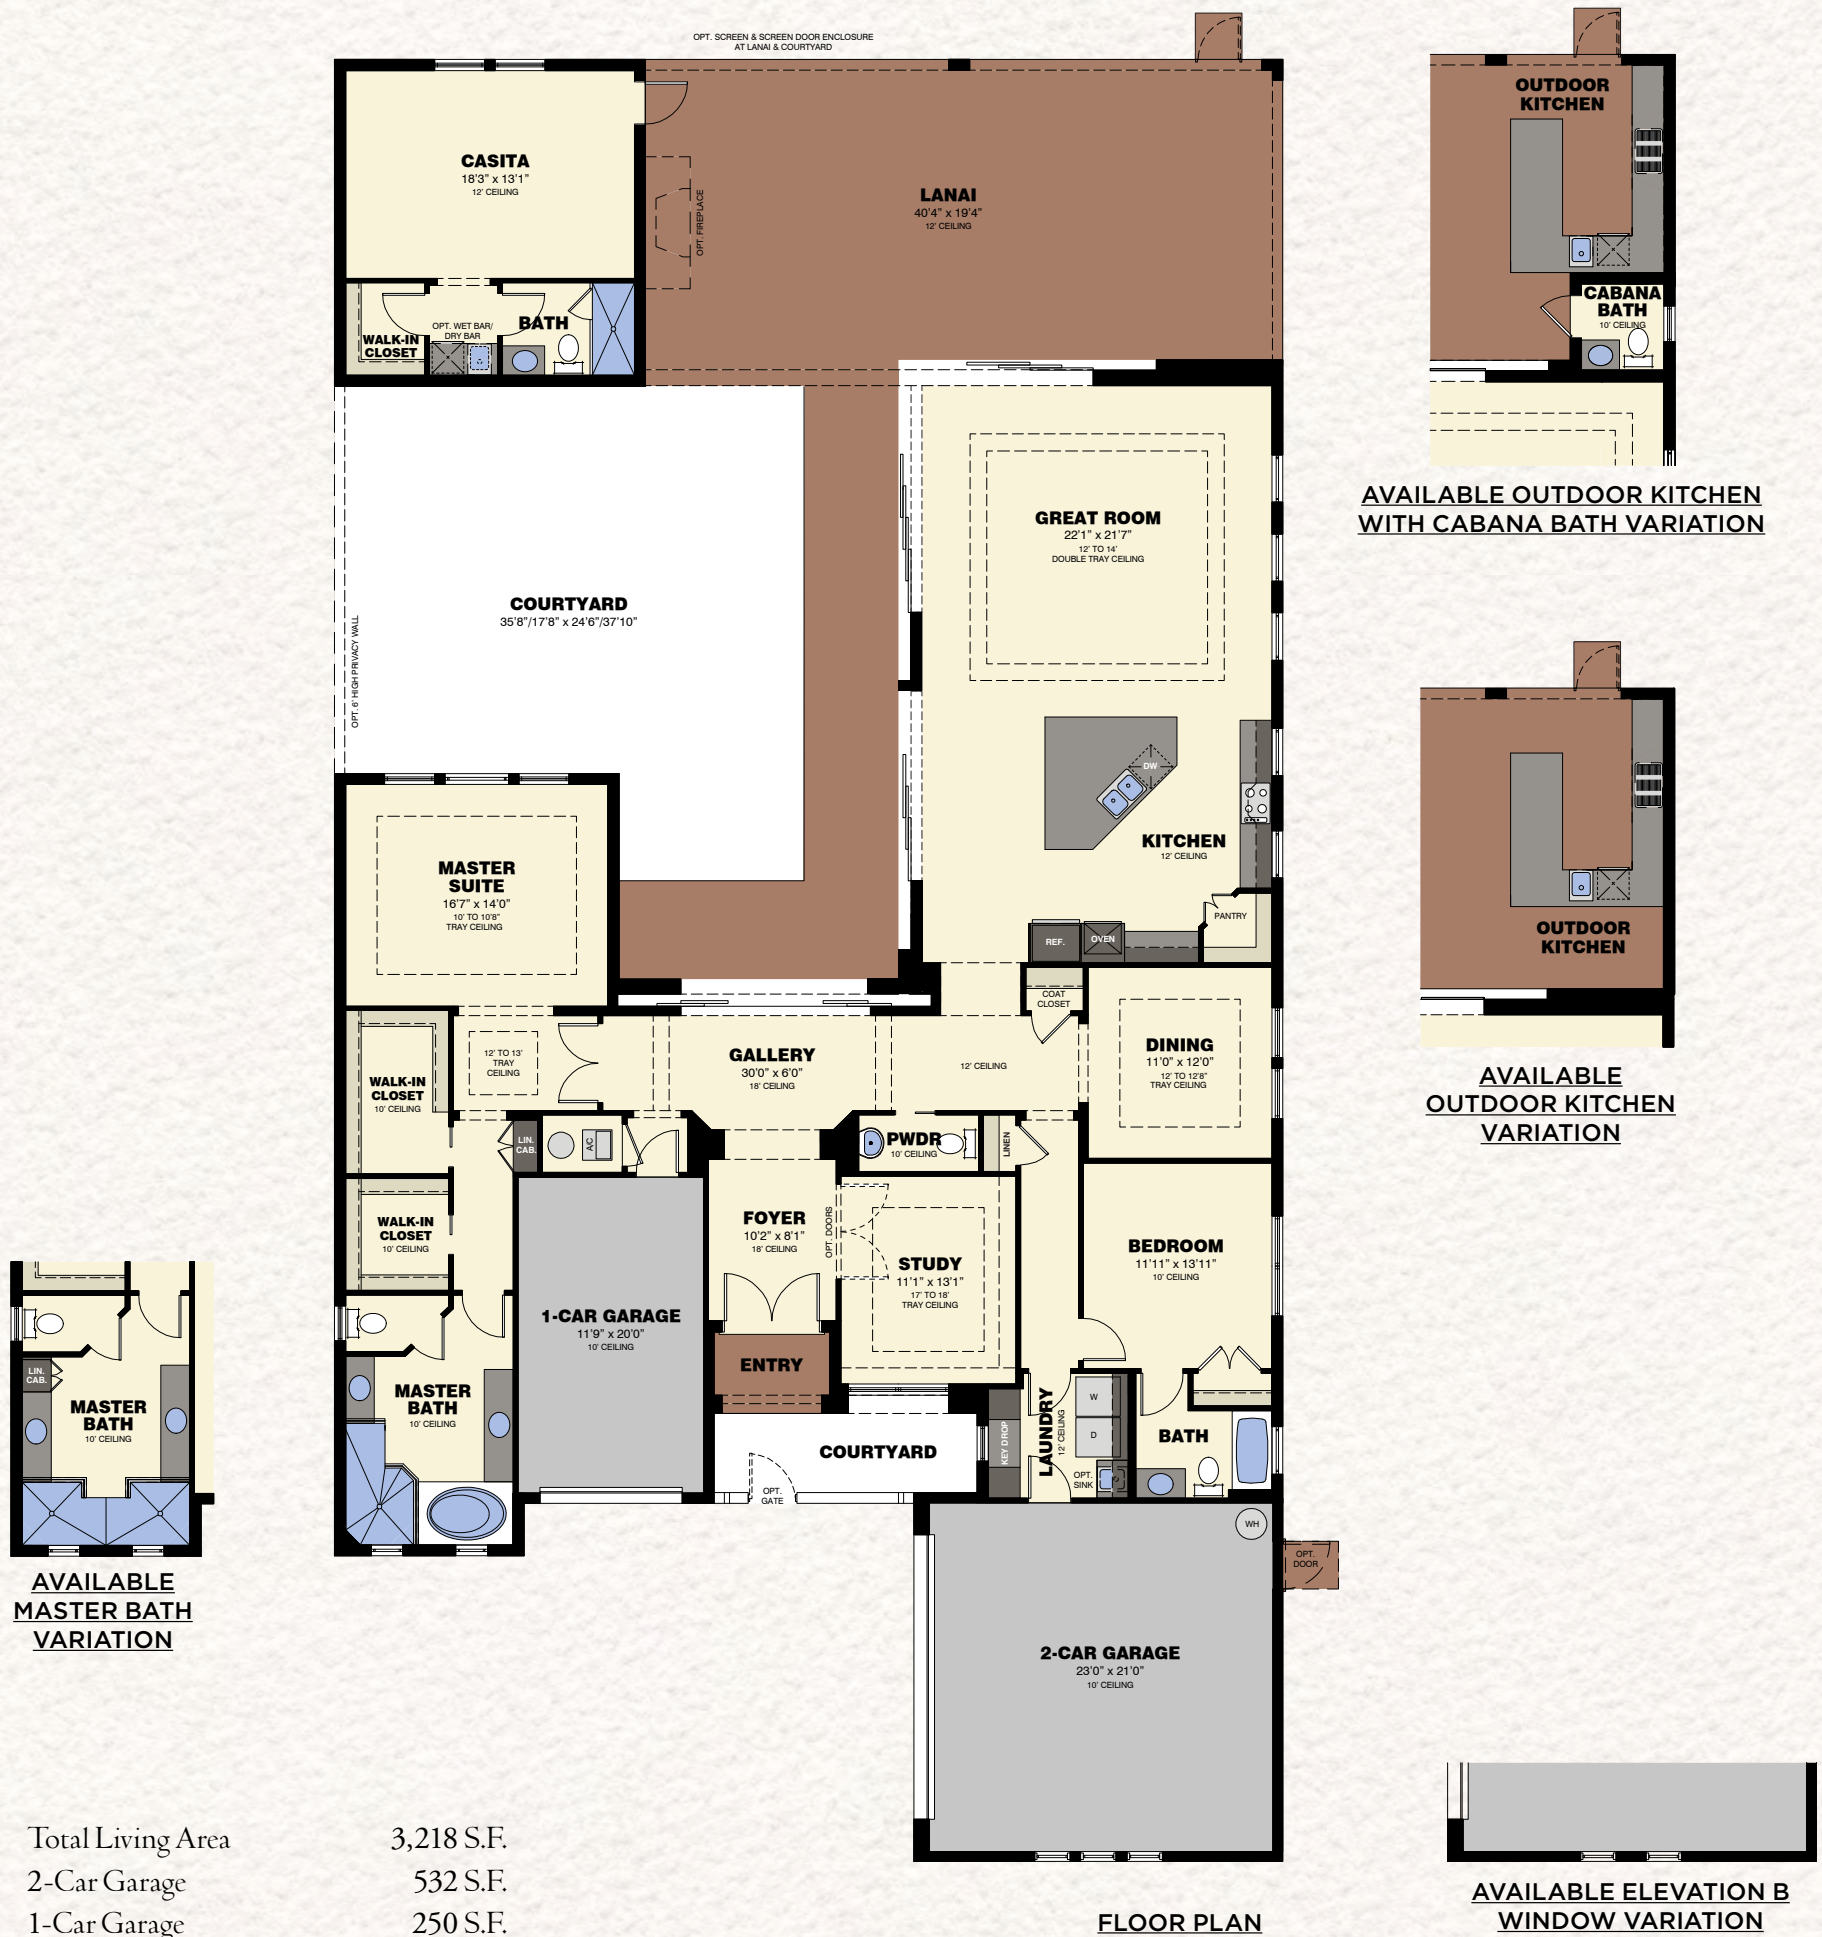 OPT. SCREEN & SCREEN DOOR ENCLOSURE
AT LANAI & COURTYARD
CASITA
18'3" x 13'1"
12' CEILING
LANAI
40'4" x 19'4"
12' CEILING
OPT. FIREPLACE
WALK-IN
CLOSET
OPT. WET BAR/
DRY BAR
BATH
OUTDOOR
KITCHEN
CABANA
BATH
10' CEILING
AVAILABLE OUTDOOR KITCHEN
WITH CABANA BATH VARIATION
GREAT ROOM
22'1" x 21'7"
12' TO 14'
DOUBLE TRAY CEILING
COURTYARD
35'8"/17'8" x 24'6"/37'10"
OPT. 6' HIGH PRIVACY WALL
DW
KITCHEN
12' CEILING
PANTRY
REF.
OVEN
MASTER
SUITE
16'7" x 14'0"
10' TO 10'8"
TRAY CEILING
OUTDOOR
KITCHEN
AVAILABLE
OUTDOOR KITCHEN
VARIATION
COAT
CLOSET
DINING
11'0" x 12'0"
12' TO 12'8"
TRAY CEILING
12' TO 13'
TRAY
CEILING
GALLERY
30'0" x 6'0"
18' CEILING
12' CEILING
WALK-IN
CLOSET
10' CEILING
LIN.
CAB.
A/C
PWDR
10' CEILING
LINEN
WALK-IN
CLOSET
10' CEILING
FOYER
10'2" x 8'1"
18' CEILING
OPT. DOORS
STUDY
11'1" x 13'1"
17' TO 18'
TRAY CEILING
BEDROOM
11'11" x 13'11"
10' CEILING
1-CAR GARAGE
11'9" x 20'0"
10' CEILING
ENTRY
MASTER
BATH
10' CEILING
LIN.
CAB.
MASTER
BATH
10' CEILING
AVAILABLE
MASTER BATH
VARIATION
COURTYARD
OPT.
GATE
KEY DROP
LAUNDRY
12' CEILING
W
D
OPT.
SINK
BATH
WH
OPT.
DOOR
2-CAR GARAGE
23'0" x 21'0"
10' CEILING
Total Living Area 3,218 S.F.
2-Car Garage 532 S.F.
1-Car Garage 250 S.F.
FLOOR PLAN
AVAILABLE ELEVATION B
WINDOW VARIATION